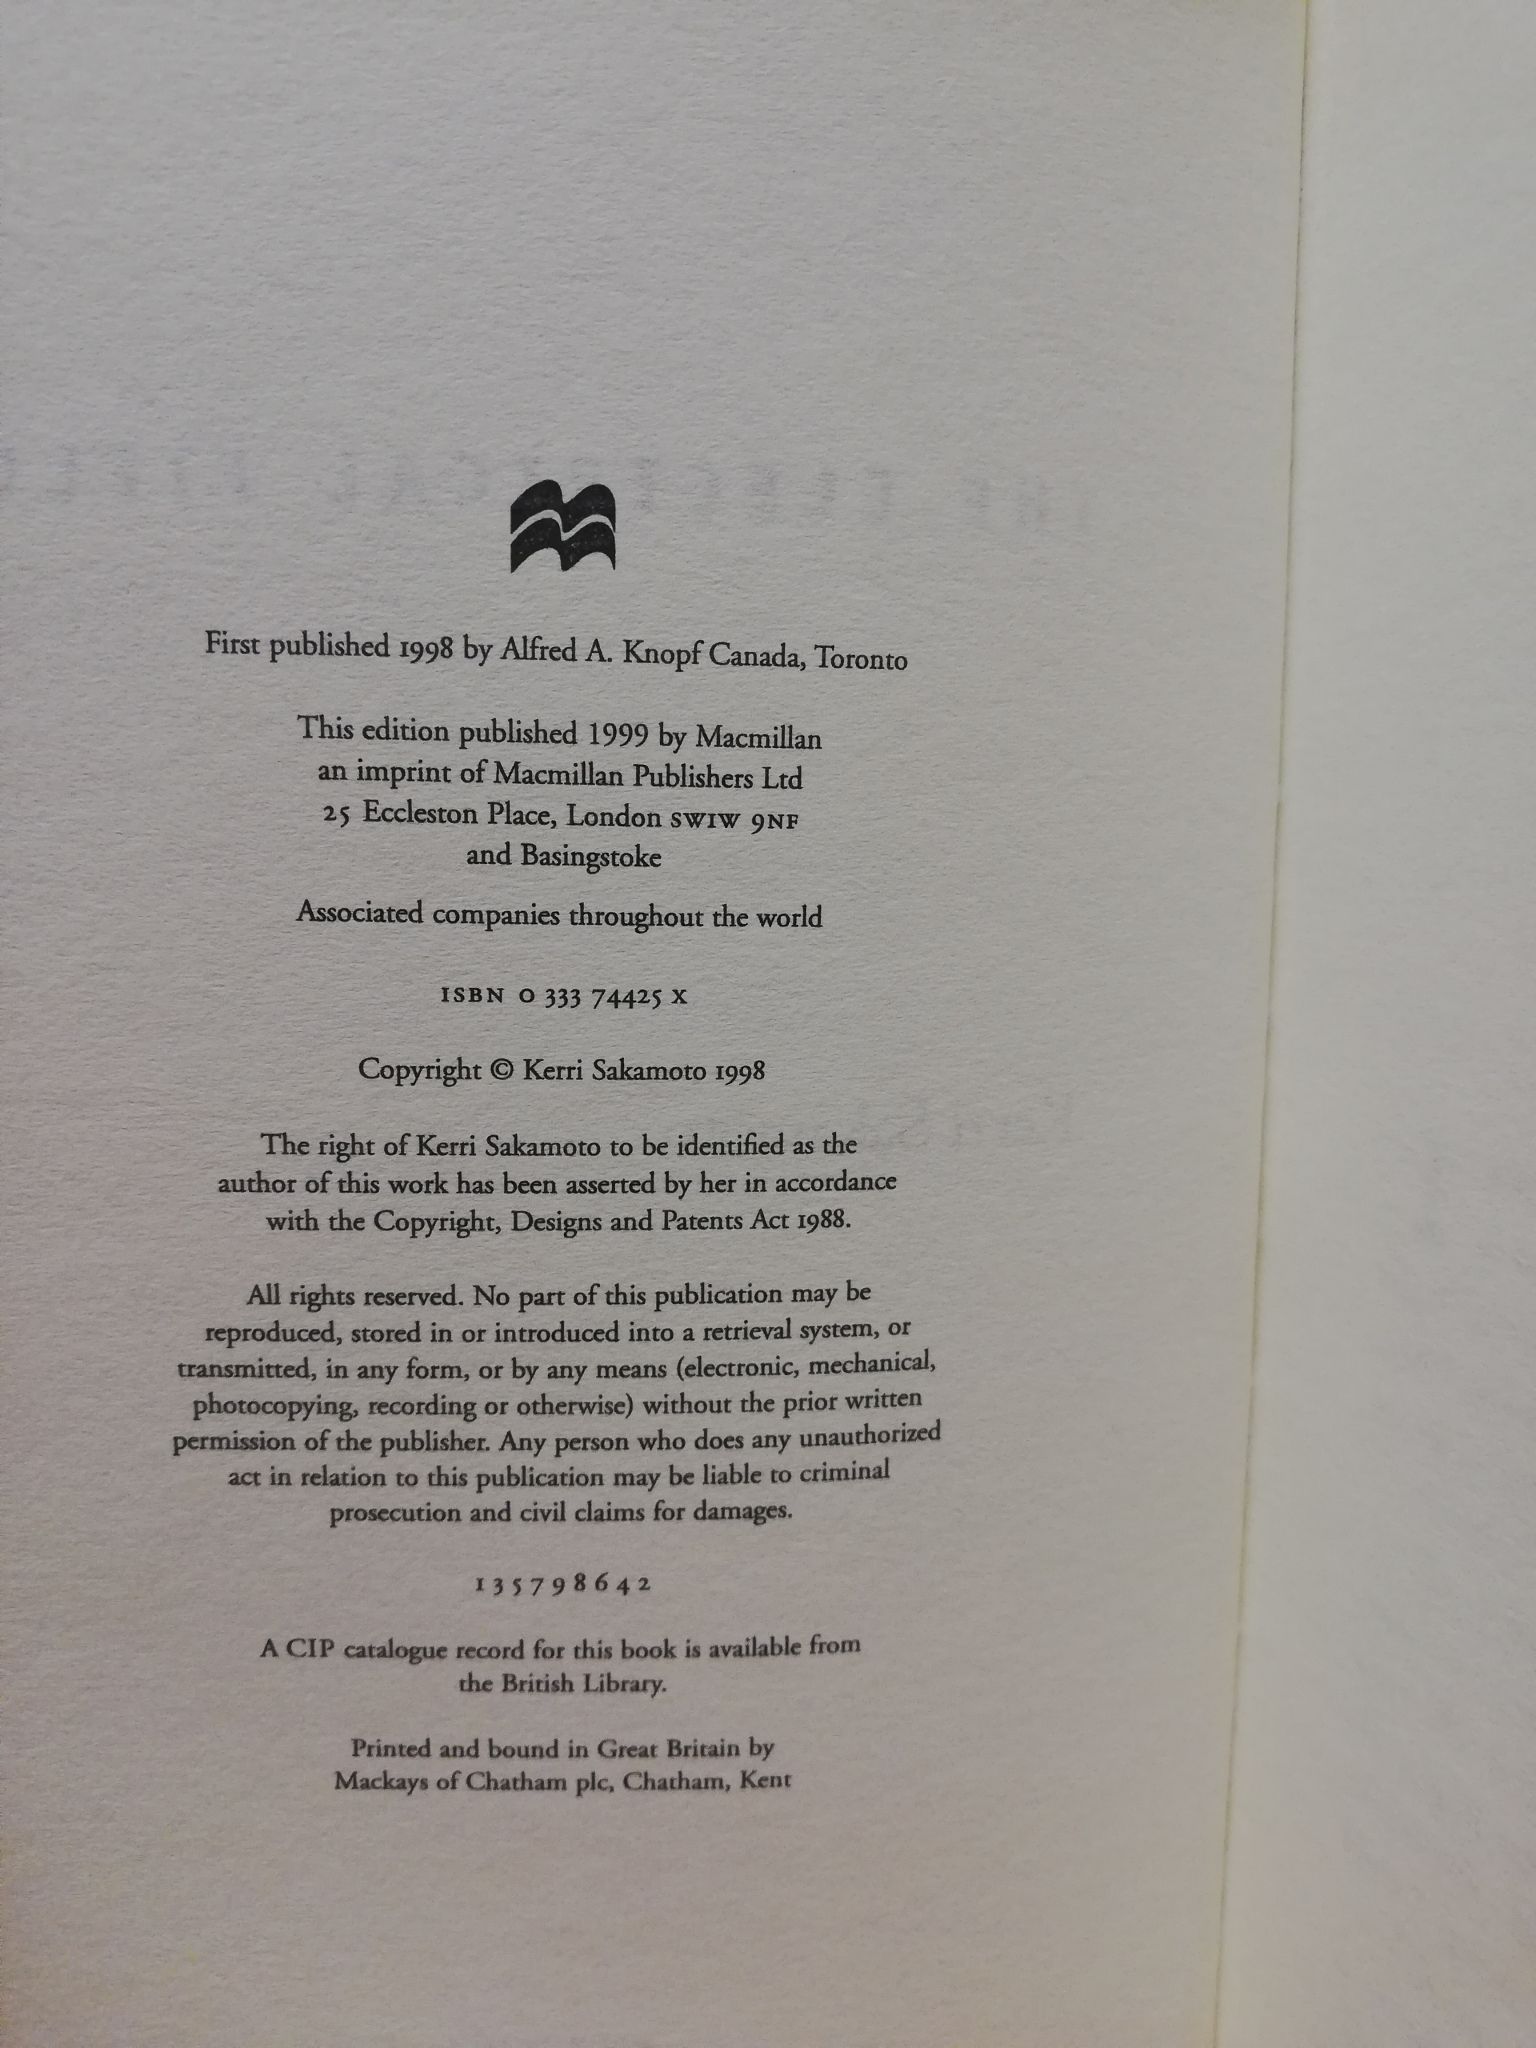 First published 1998 by Alfred A. Knopf Canada, Toronto
This edition published 1999 by Macmillan
an imprint of Macmillan Publishers Ltd
25 Eccleston Place, London SW1W 9NF
and Basingstoke
Associated companies throughout the world
ISBN 0 333 74425 X
Copyright © Kerri Sakamoto 1998
The right of Kerri Sakamoto to be identified as the
author of this work has been asserted by her in accordance
with the Copyright, Designs and Patents Act 1988.
All rights reserved. No part of this publication may be
reproduced, stored in or introduced into a retrieval system, or
transmitted, in any form, or by any means (electronic, mechanical,
photocopying, recording or otherwise) without the prior written
permission of the publisher. Any person who does any unauthorized
act in relation to this publication may be liable to criminal
prosecution and civil claims for damages.
1 3 5 7 9 8 6 4 2
A CIP catalogue record for this book is available from
the British Library.
Printed and bound in Great Britain by
Mackays of Chatham plc, Chatham, Kent